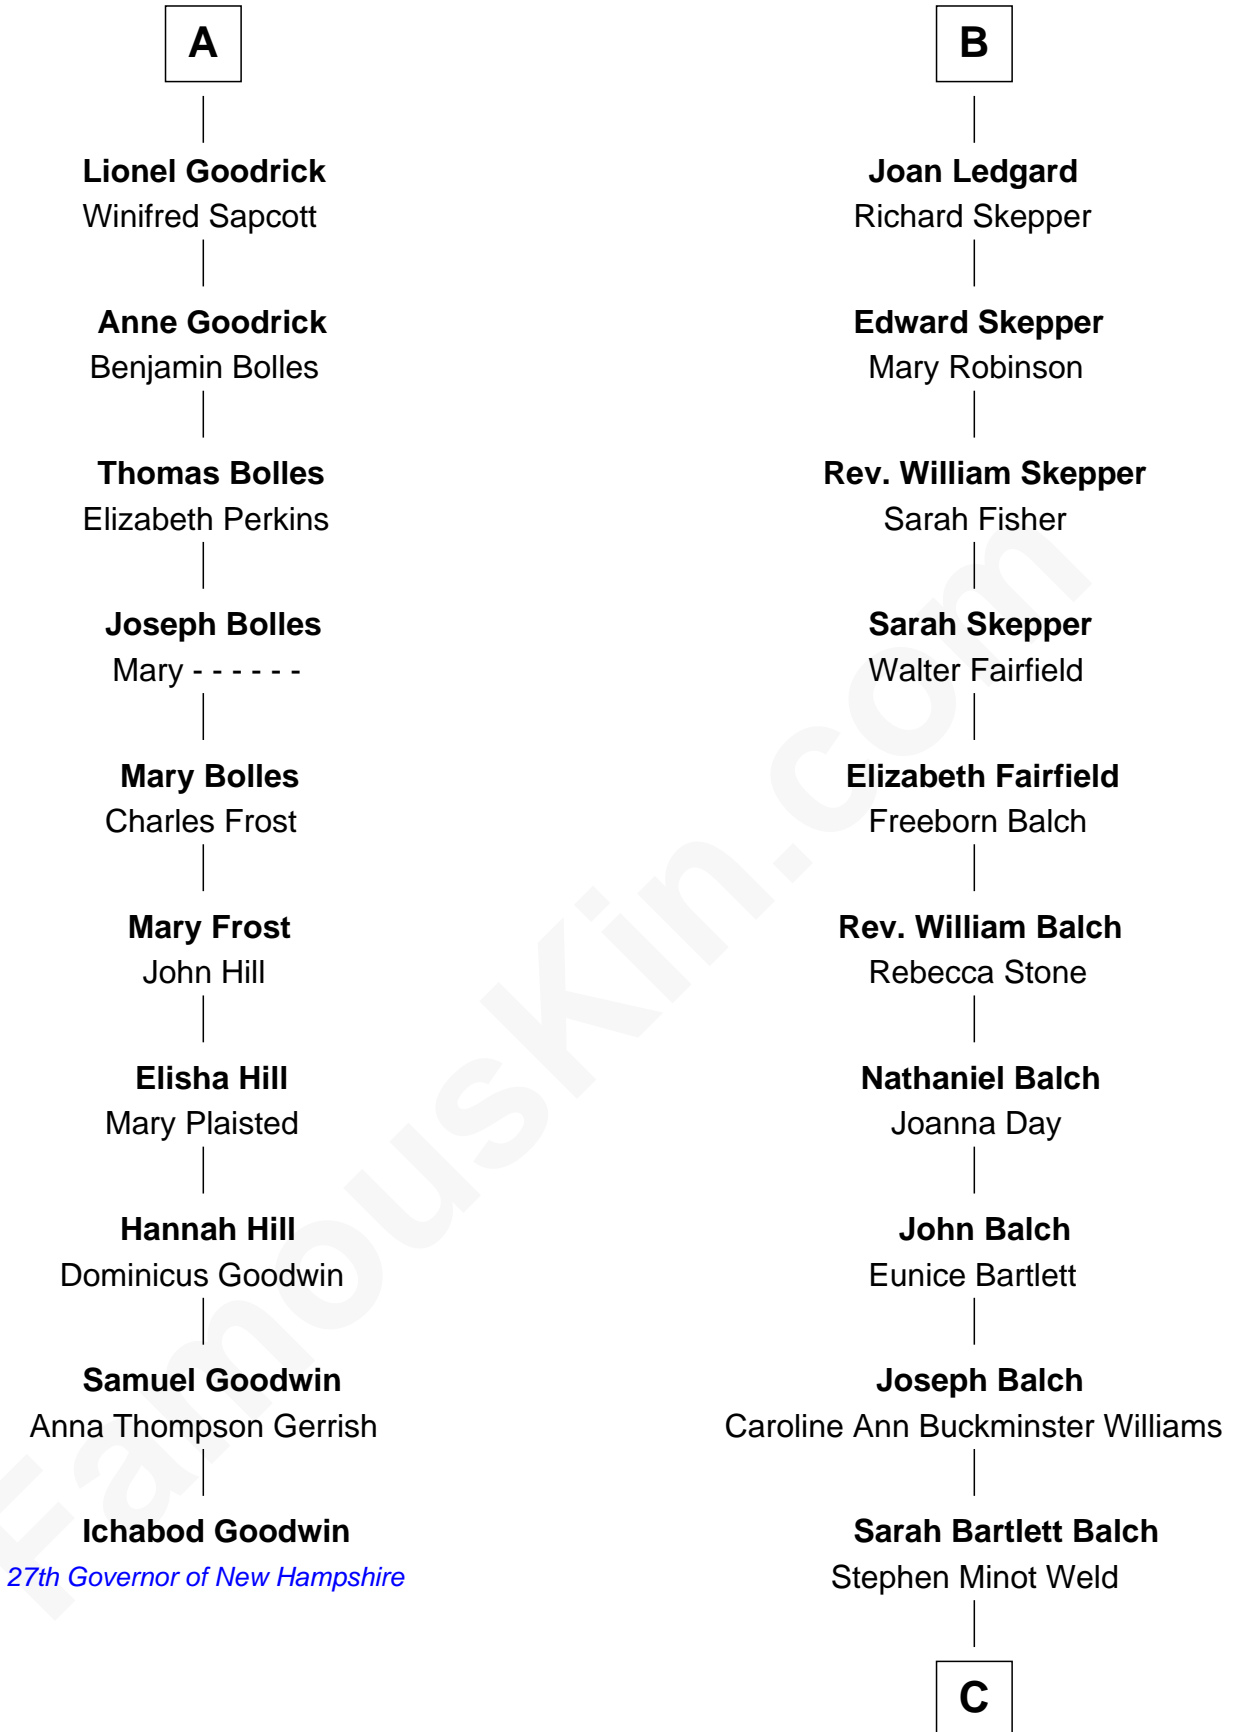 A
Lionel Goodrick
Winifred Sapcott
Anne Goodrick
Benjamin Bolles
Thomas Bolles
Elizabeth Perkins
Joseph Bolles
Mary - - - - - -
Mary Bolles
Charles Frost
Mary Frost
John Hill
Elisha Hill
Mary Plaisted
Hannah Hill
Dominicus Goodwin
Samuel Goodwin
Anna Thompson Gerrish
Ichabod Goodwin
27th Governor of New Hampshire
B
Joan Ledgard
Richard Skepper
Edward Skepper
Mary Robinson
Rev. William Skepper
Sarah Fisher
Sarah Skepper
Walter Fairfield
Elizabeth Fairfield
Freeborn Balch
Rev. William Balch
Rebecca Stone
Nathaniel Balch
Joanna Day
John Balch
Eunice Bartlett
Joseph Balch
Caroline Ann Buckminster Williams
Sarah Bartlett Balch
Stephen Minot Weld
C
FamousKin.com